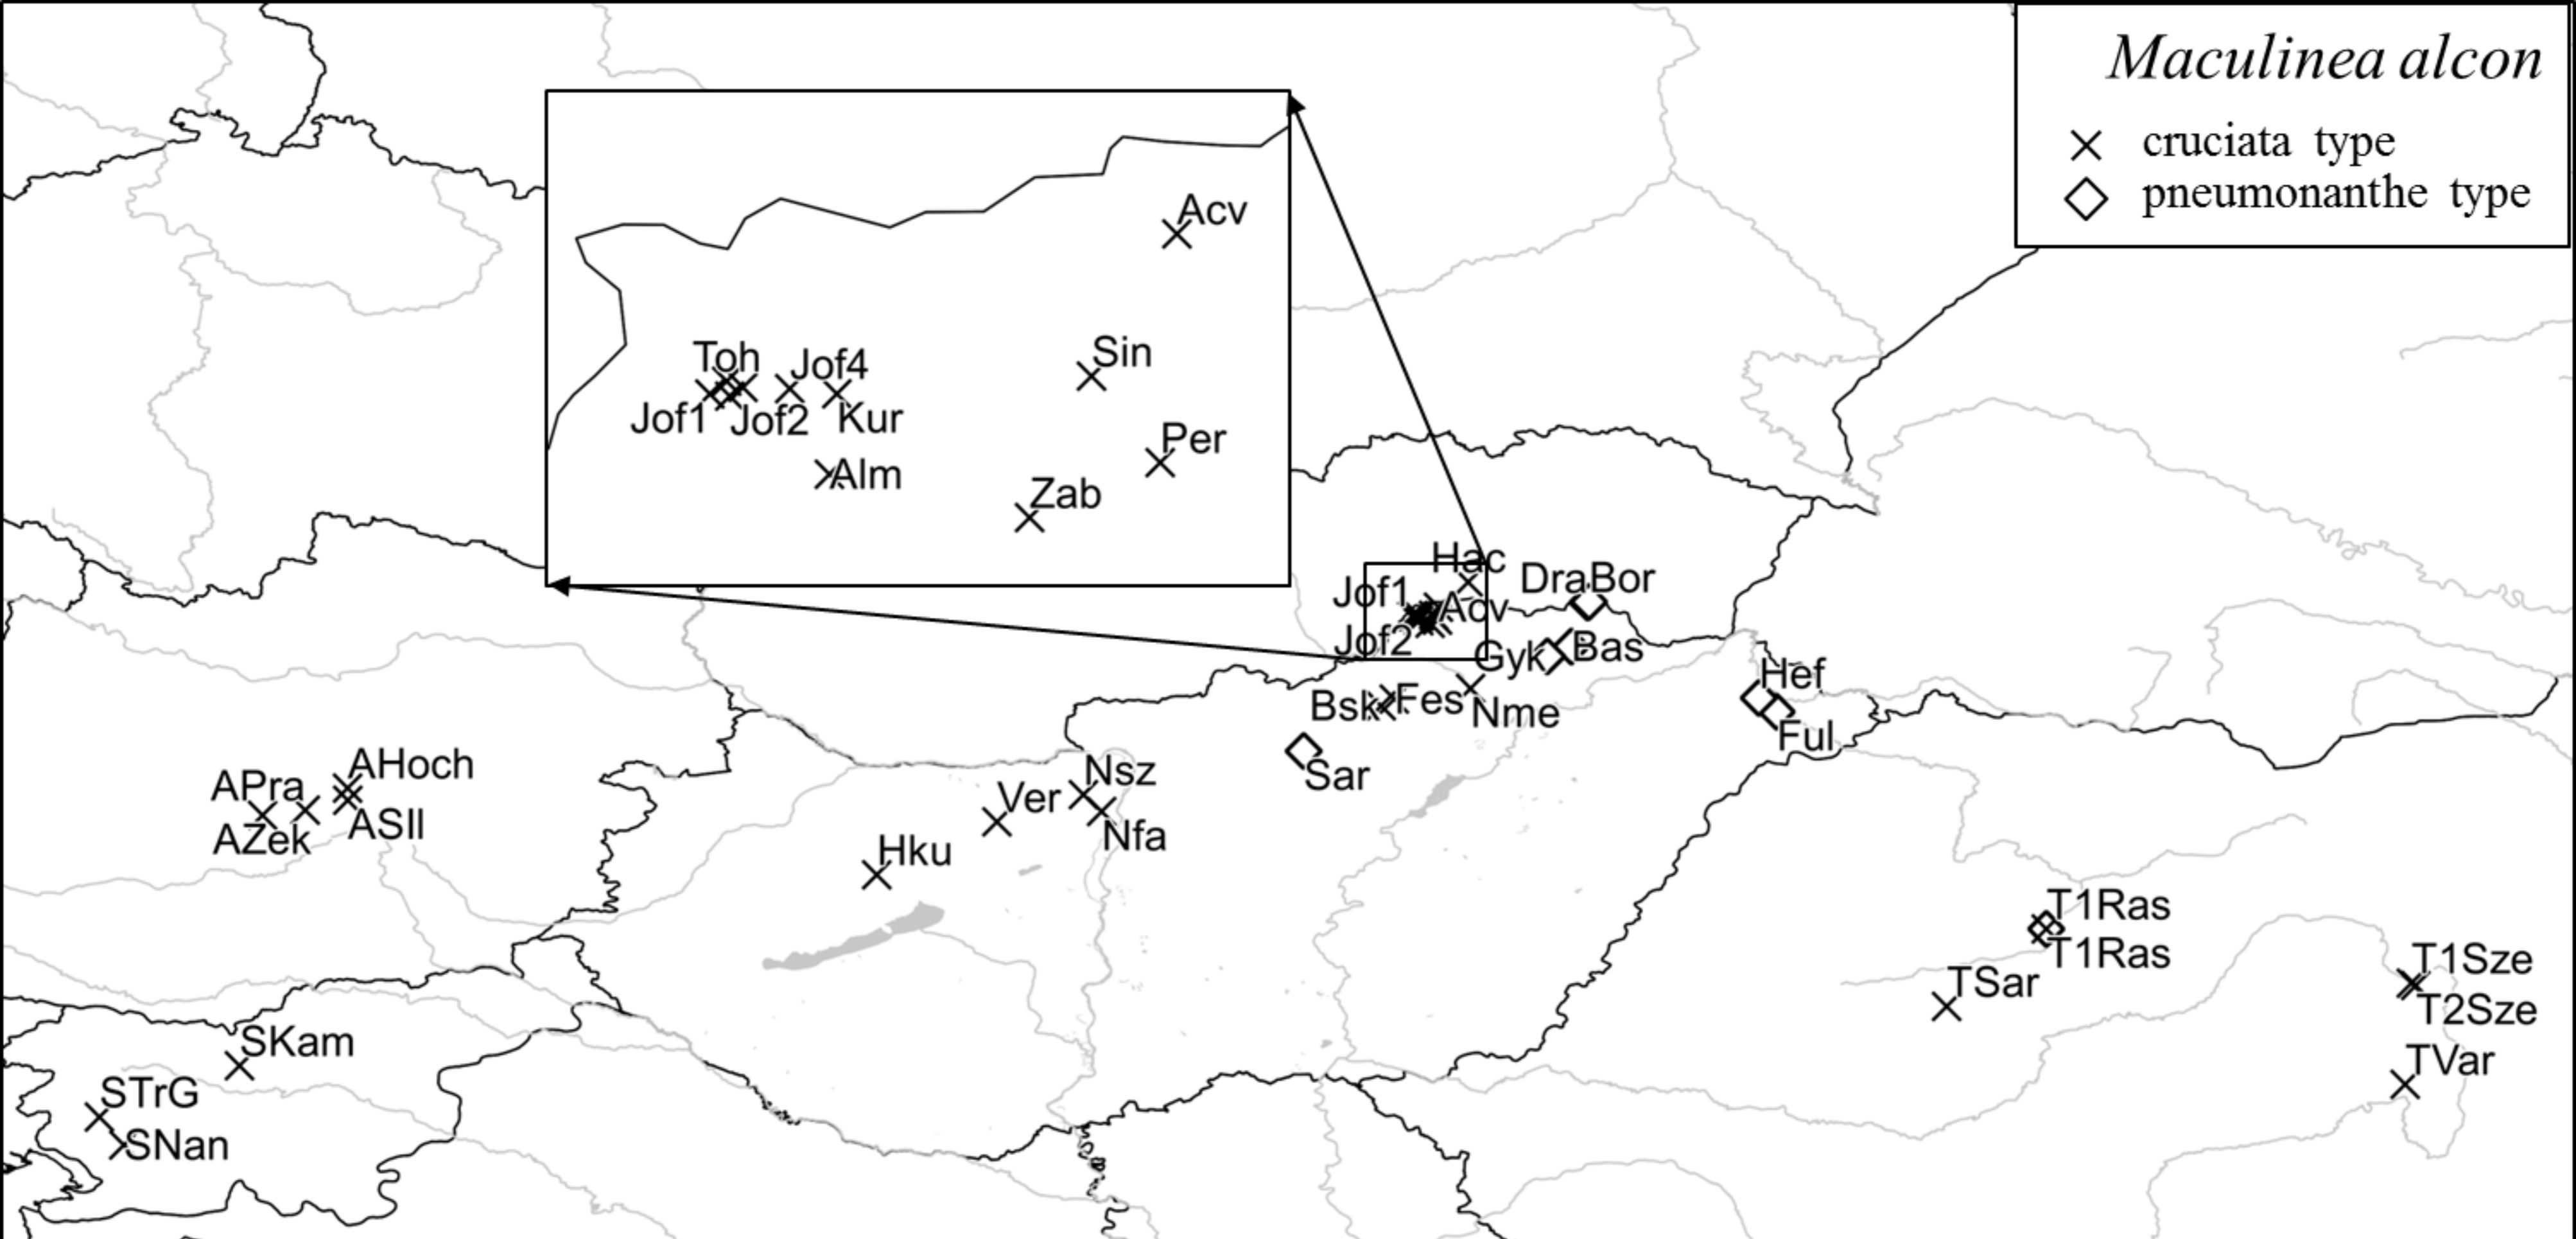 Maculinea alcon
cruciata type
pneumonanthe type
Acv
Sin
Toh
Jof4
Jof1
Jof2
Kur
Per
Alm
Zab
Hac
Jof1
DraBor
Acv
Jof2
Gyk
Bas
Hef
Bsk
Fes
Nme
Ful
Sar
AHoch
APra
Nsz
Ver
ASII
AZek
Nfa
Hku
T1Ras
T1Ras
T1Sze
TSar
T2Sze
SKam
TVar
STrG
SNan